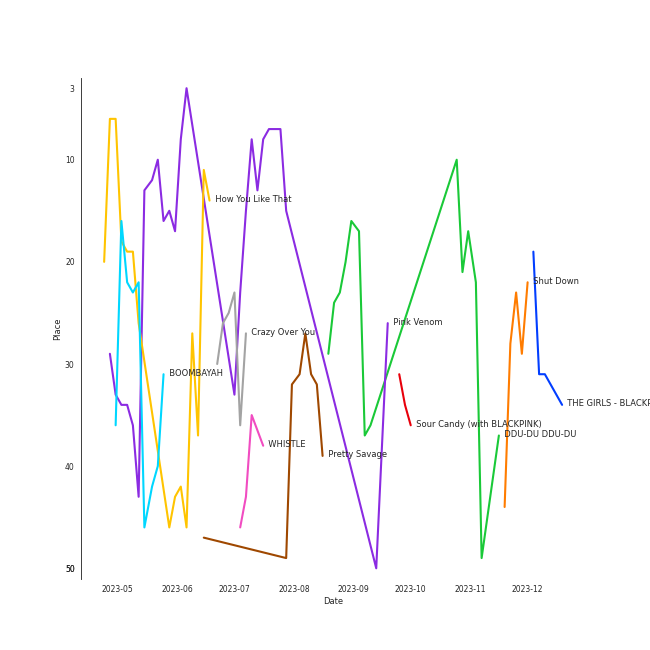 3
10
20
30
40
50
Place
How You Like That
Shut Down
Pink Venom
Crazy Over You
BOOMBAYAH
THE GIRLS - BLACKP
Sour Candy (with BLACKPINK)
DDU-DU DDU-DU
WHISTLE
Pretty Savage
2023-05
2023-06
2023-07
2023-08
2023-09
2023-10
2023-11
2023-12
Date